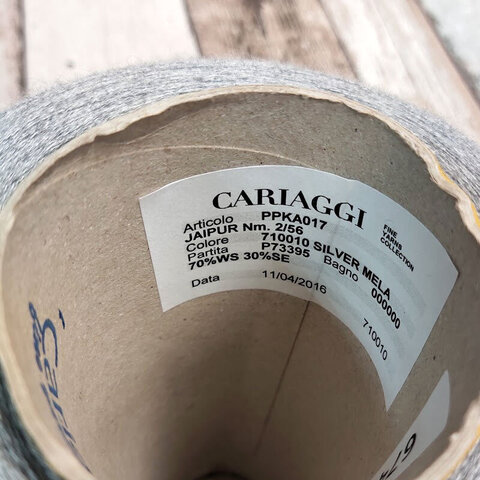 CARIAGGI
FINE
YARNS
COLLECTION
Articolo PPKA017
JAIPUR Nm. 2/56
Colore 710010 SILVER MELA
Partita P73395 Bagno 000000
70%WS 30%SE
Data 11/04/2016
710010